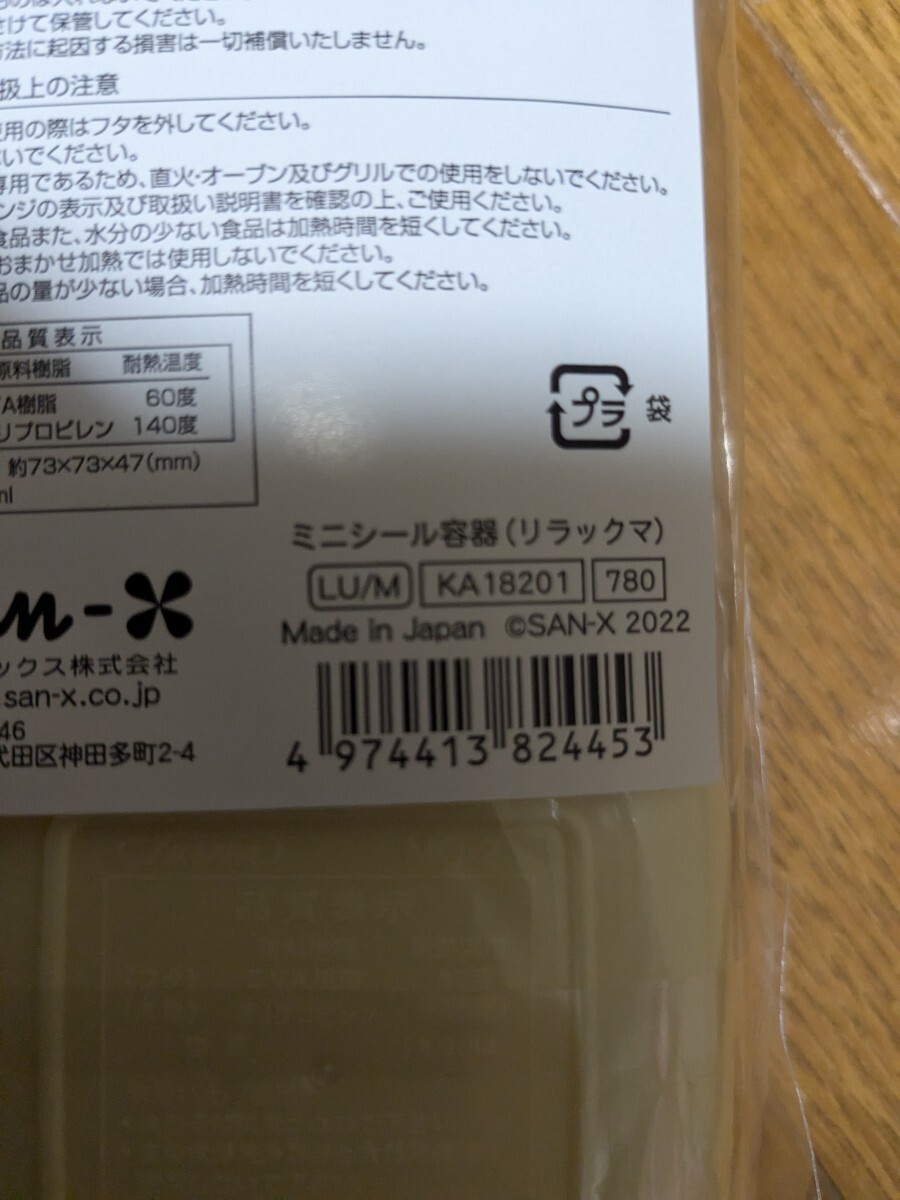 さけて保管してください。
方法に起因する損害は一切補償いたしません。
扱上の注意
使用の際はフタを外してください。
いでください。
専用であるため、直火・オーブン及びグリルでの使用をしないでください。
ンジの表示及び取扱い説明書を確認の上、ご使用ください。
食品また、水分の少ない食品は加熱時間を短くしてください。
おまかせ加熱では使用しないでください。
品の量が少ない場合、加熱時間を短くしてください。
品質表示
原料樹脂 耐熱温度
A樹脂 60度
リプロピレン 140度
約73×73×47(mm)
ml
プラ 袋
ミニシール容器(リラックマ)
LU/M KA18201 780
Made in Japan ©SAN-X 2022
n-X
ックス株式会社
.san-x.co.jp
46
代田区神田多町2-4
4 974413 824453